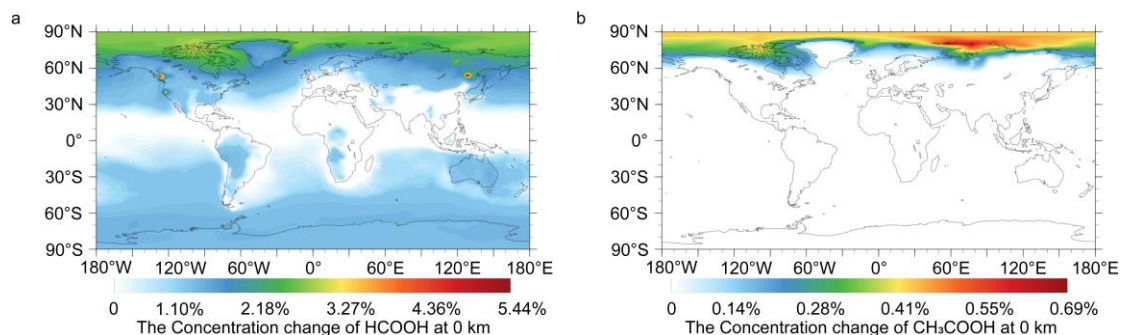 a
90°N
60°N
30°N
0°
30°S
60°S
90°S
180°W 120°W 60°W 0° 60°E 120°E 180°E
0 1.10% 2.18% 3.27% 4.36% 5.44%
The Concentration change of HCOOH at 0 km
b
90°N
60°N
30°N
0°
30°S
60°S
90°S
180°W 120°W 60°W 0° 60°E 120°E 180°E
0 0.14% 0.28% 0.41% 0.55% 0.69%
The Concentration change of CH₃COOH at 0 km